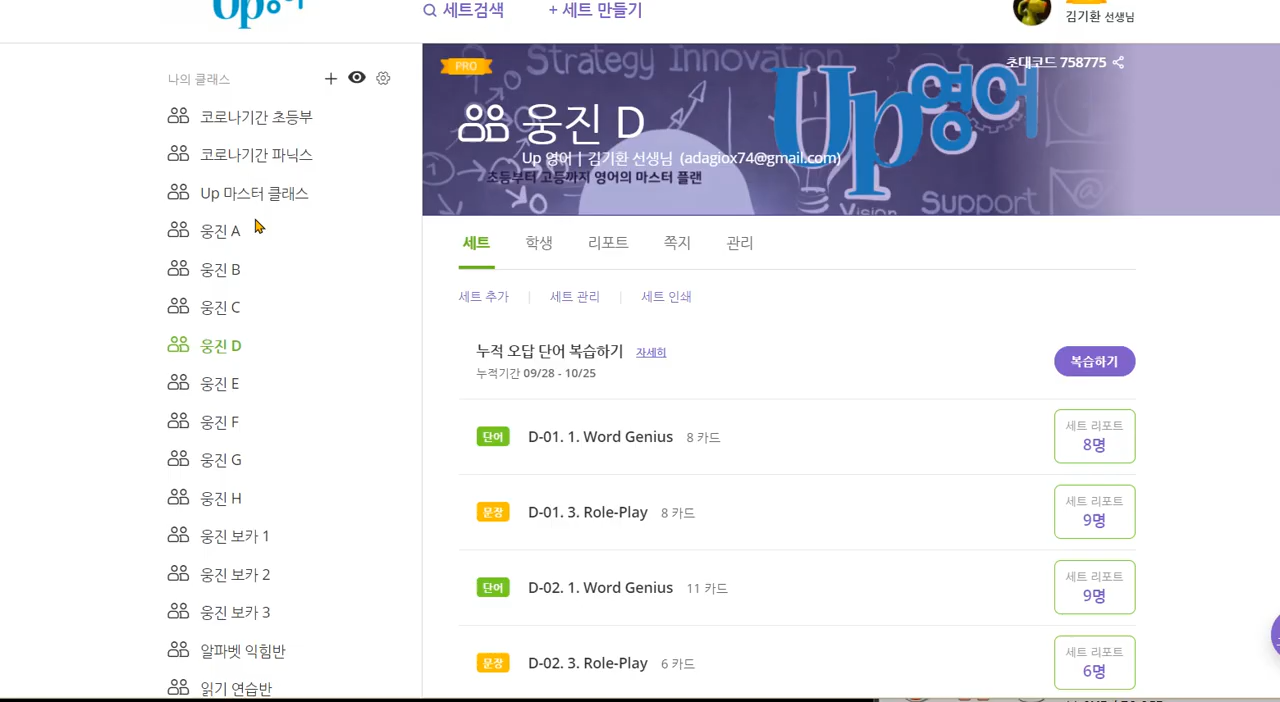 Up영어
세트검색
+ 세트 만들기
김기환 선생님
나의 클래스
코로나기간 초등부
코로나기간 파닉스
Up 마스터 클래스
웅진 A
웅진 B
웅진 C
웅진 D
웅진 E
웅진 F
웅진 G
웅진 H
웅진 보카 1
웅진 보카 2
웅진 보카 3
알파벳 익힘반
읽기 연습반
PRO
Strategy Innovation
초대코드 758775
웅진 D
Up영어
Up 영어 | 김기환 선생님 (adagiox74@gmail.com)
초등부터 고등까지 영어의 마스터 플랜
Vision
Support
세트 학생 리포트 쪽지 관리
세트 추가 | 세트 관리 | 세트 인쇄
누적 오답 단어 복습하기 자세히
누적기간 09/28 - 10/25
복습하기
단어 D-01. 1. Word Genius 8 카드
세트 리포트
8명
문장 D-01. 3. Role-Play 8 카드
세트 리포트
9명
단어 D-02. 1. Word Genius 11 카드
세트 리포트
9명
문장 D-02. 3. Role-Play 6 카드
세트 리포트
6명